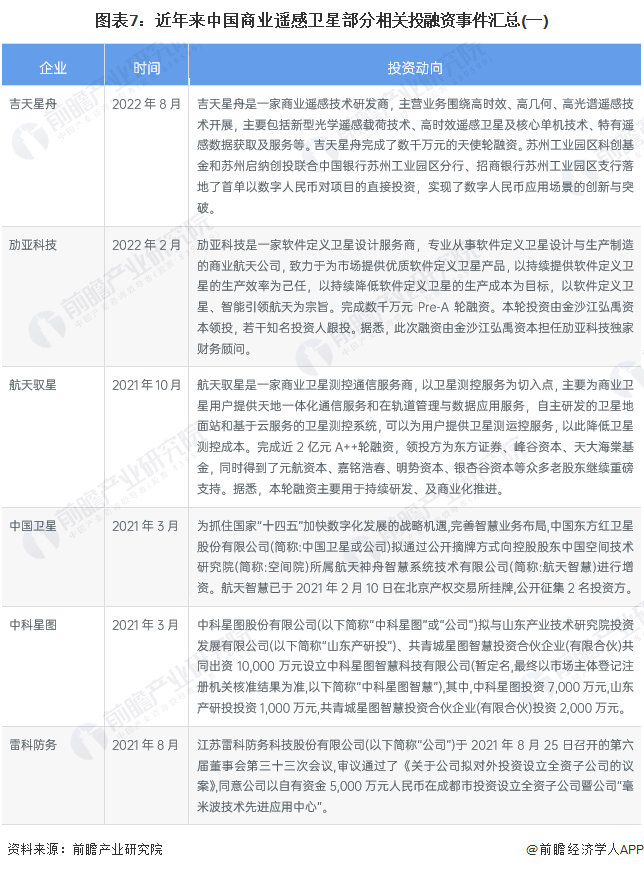 图表7：近年来中国商业遥感卫星部分相关投融资事件汇总(一)
企业 时间 投资动向
吉天星舟 2022 年 8 月 吉天星舟是一家商业遥感技术研发商，主营业务围绕高时效、高几何、高光谱遥感技
术开展，主要包括新型光学遥感载荷技术、高时效遥感卫星及核心单机技术、特有遥
感数据获取及服务等。吉天星舟完成了数千万元的天使轮融资。苏州工业园区科创基
金和苏州启纳创投联合中国银行苏州工业园区分行、招商银行苏州工业园区支行落
地了首单以数字人民币对项目的直接投资，实现了数字人民币应用场景的创新与突
破。
劢亚科技 2022 年 2 月 劢亚科技是一家软件定义卫星设计服务商，专业从事软件定义卫星设计与生产制造
的商业航天公司，致力于为市场提供优质软件定义卫星产品，以持续提供软件定义卫星
的生产效率为己任，以持续降低软件定义卫星的生产成本为目标，以软件定义卫
星、智能引领航天为宗旨。完成数千万元 Pre-A 轮融资。本轮投资由金沙江弘禹资
本领投，若干知名投资人跟投。据悉，此次融资由金沙江弘禹资本担任劢亚科技独家
财务顾问。
航天驭星 2021 年 10 月 航天驭星是一家商业卫星测控通信服务商，以卫星测控服务为切入点，主要为商业卫
星用户提供天地一体化通信服务和在轨道管理与数据应用服务，自主研发的卫星地
面站和基于云服务的卫星测控系统，可以为用户提供卫星测运控服务，以此降低卫星
测控成本。完成近 2 亿元 A++轮融资，领投方为东方证券、峰谷资本、天大海棠基
金，同时得到了元航资本、嘉铭浩春、明势资本、银杏谷资本等众多老股东继续重磅
支持。据悉，本轮融资主要用于持续研发、及商业化推进。
中国卫星 2021 年 3 月 为抓住国家“十四五”加快数字化发展的战略机遇,完善智慧业务布局,中国东方红卫星
股份有限公司(简称:中国卫星或公司)拟通过公开摘牌方式向控股股东中国空间技术
研究院(简称:空间院)所属航天神舟智慧系统技术有限公司(简称:航天智慧)进行增
资。航天智慧已于 2021 年 2 月 10 日在北京产权交易所挂牌,公开征集 2 名投资方。
中科星图 2021 年 3 月 中科星图股份有限公司(以下简称“中科星图”或“公司”)拟与山东产业技术研究院投资
发展有限公司(以下简称“山东产研投”)、共青城星图智慧投资合伙企业(有限合伙)共
同出资 10,000 万元设立中科星图智慧科技有限公司(暂定名,最终以市场主体登记注
册机关核准结果为准,以下简称“中科星图智慧”),其中,中科星图投资 7,000 万元,山东
产研投投资 1,000 万元,共青城星图智慧投资合伙企业(有限合伙)投资 2,000 万元。
雷科防务 2021 年 8 月 江苏雷科防务科技股份有限公司(以下简称“公司”)于 2021 年 8 月 25 日召开的第六
届董事会第三十三次会议,审议通过了《关于公司拟对外投资设立全资子公司的议
案》,同意公司以自有资金 5,000 万元人民币在成都市投资设立全资子公司暨公司“毫
米波技术先进应用中心”。
资料来源：前瞻产业研究院 @前瞻经济学人APP